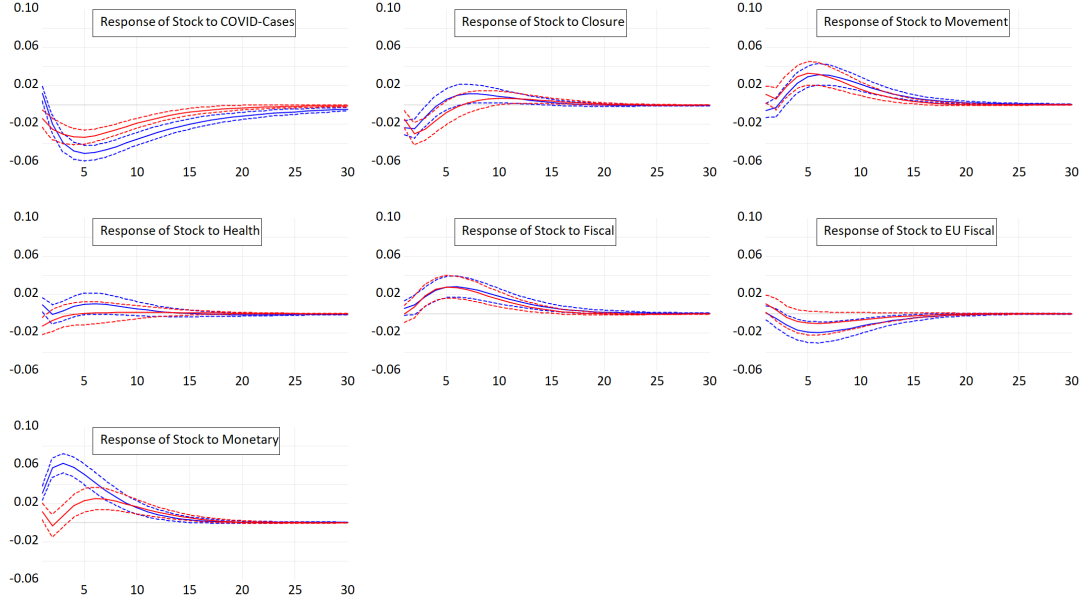 0.10
0.06
0.02
-0.02
-0.06
5 10 15 20 25 30
Response of Stock to COVID-Cases
0.10
0.06
0.02
-0.02
-0.06
5 10 15 20 25 30
Response of Stock to Closure
0.10
0.06
0.02
-0.02
-0.06
5 10 15 20 25 30
Response of Stock to Movement
0.10
0.06
0.02
-0.02
-0.06
5 10 15 20 25 30
Response of Stock to Health
0.10
0.06
0.02
-0.02
-0.06
5 10 15 20 25 30
Response of Stock to Fiscal
0.10
0.06
0.02
-0.02
-0.06
5 10 15 20 25 30
Response of Stock to EU Fiscal
0.10
0.06
0.02
-0.02
-0.06
5 10 15 20 25 30
Response of Stock to Monetary